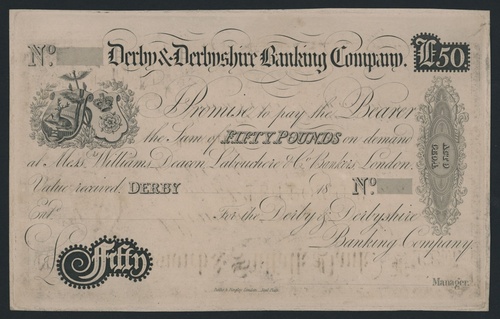 No. Derby & Derbyshire Banking Company. £50
I Promise to pay the Bearer
the Sum of FIFTY POUNDS on demand
at Mess.rs Williams, Deacon, Labouchere & Co. Bankers, London,
Value received. DERBY 18 No.
Ent.d For the Derby & Derbyshire
Banking Company.
£ Fifty
Manager.